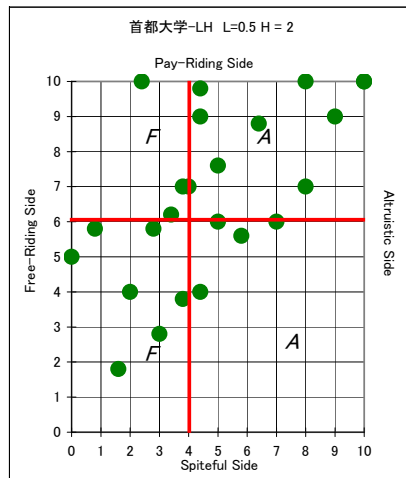 首都大学-LH L=0.5 H = 2
Pay-Riding Side
10
9
8
7
6
5
4
3
2
1
0
F
A
F
A
Free-Riding Side
Altruistic Side
0 1 2 3 4 5 6 7 8 9 10
Spiteful Side